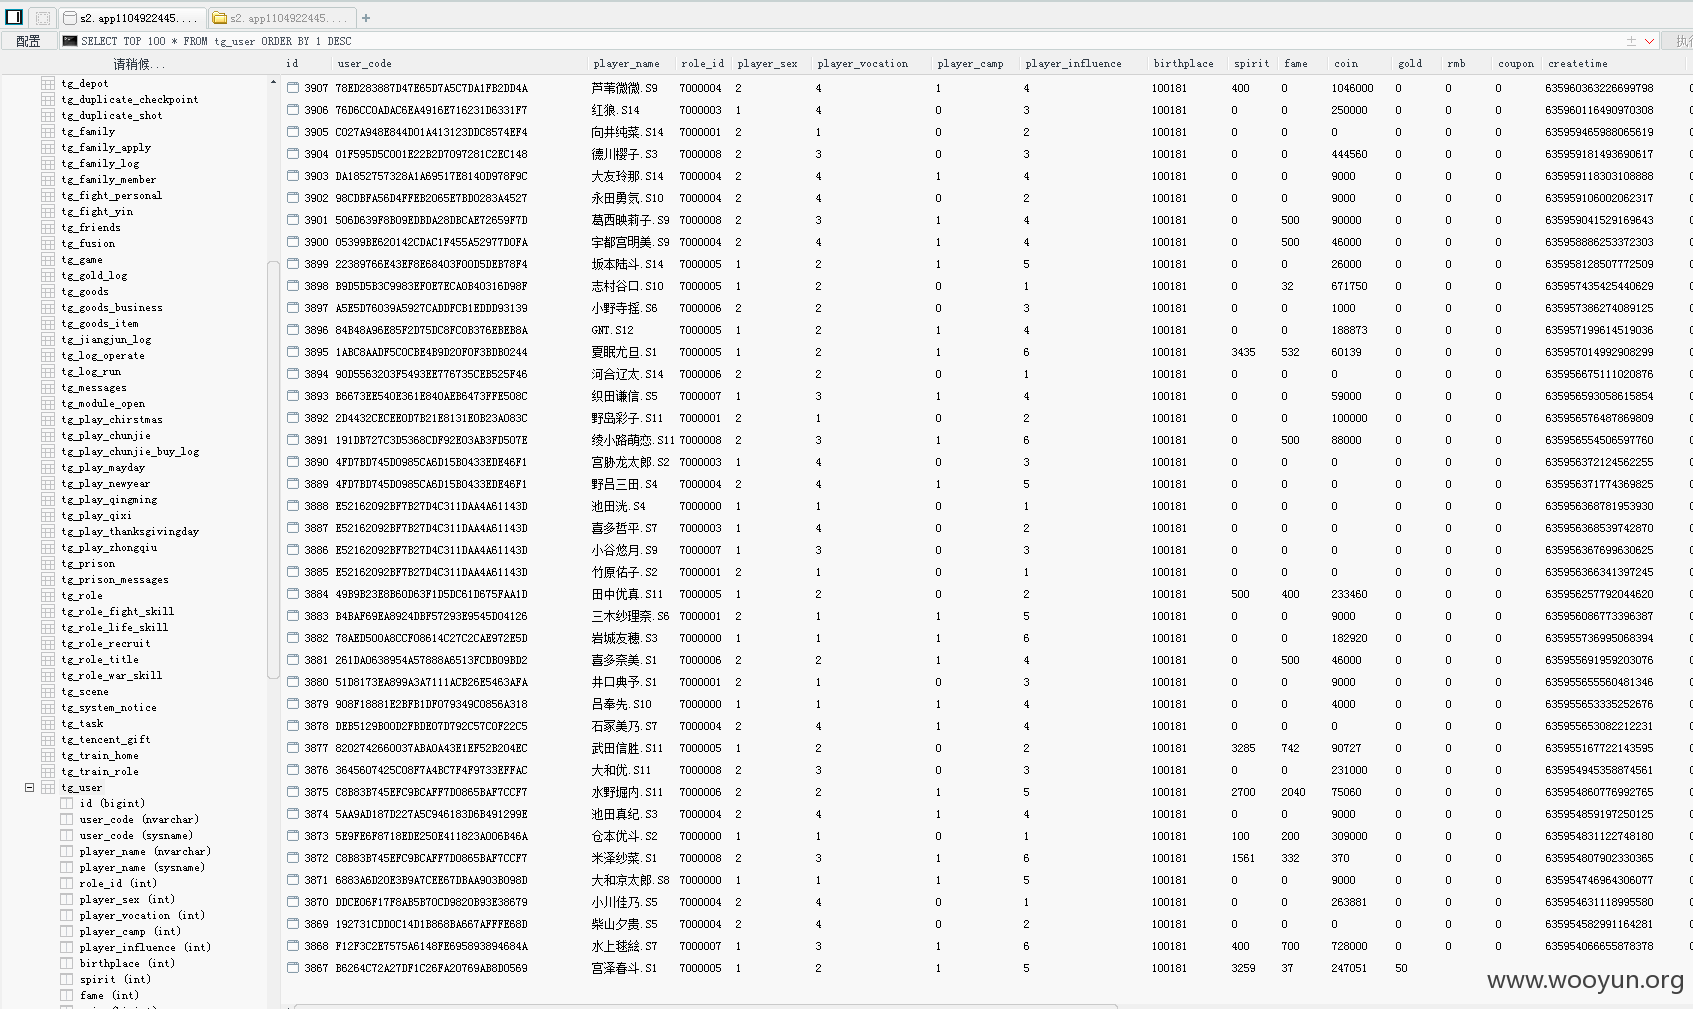 s2. app1104922445....
s2. app1104922445....
配置
SELECT TOP 100 * FROM tg_user ORDER BY 1 DESC
执行
请稍候...
tg_depot
tg_duplicate_checkpoint
tg_duplicate_shot
tg_family
tg_family_apply
tg_family_log
tg_family_member
tg_fight_personal
tg_fight_yin
tg_friends
tg_fusion
tg_game
tg_gold_log
tg_goods
tg_goods_business
tg_goods_item
tg_jiangjun_log
tg_log_operate
tg_log_run
tg_messages
tg_module_open
tg_play_chirstmas
tg_play_chunjie
tg_play_chunjie_buy_log
tg_play_mayday
tg_play_newyear
tg_play_qingming
tg_play_qixi
tg_play_thanksgivingday
tg_play_zhongqiu
tg_prison
tg_prison_messages
tg_role
tg_role_fight_skill
tg_role_life_skill
tg_role_recruit
tg_role_title
tg_role_war_skill
tg_scene
tg_system_notice
tg_task
tg_tencent_gift
tg_train_home
tg_train_role
tg_user
id (bigint)
user_code (nvarchar)
user_code (sysname)
player_name (nvarchar)
player_name (sysname)
role_id (int)
player_sex (int)
player_vocation (int)
player_camp (int)
player_influence (int)
birthplace (int)
spirit (int)
fame (int)
id user_code player_name role_id player_sex player_vocation player_camp player_influence birthplace spirit fame coin gold rmb coupon createtime
3907 78ED283887D47E65D7A5C7DA1FB2DD4A 芦苇微微.S9 7000004 2 4 1 4 100181 400 0 1046000 0 0 0 635960363226699798
3906 76D6CC0ADAC6EA4916E716231D6331F7 红狼.S14 7000003 1 4 0 3 100181 0 0 250000 0 0 0 635960116490970308
3905 C027A948E844D01A413123DDC8574EF4 向井纯菜.S14 7000001 2 1 0 2 100181 0 0 0 0 0 0 635959465988065619
3904 01F595D5C001E22B2D7097281C2EC148 德川樱子.S3 7000008 2 3 0 3 100181 0 0 444560 0 0 0 635959181493690617
3903 DA1852757328A1A69517E8140D978F9C 大友玲那.S14 7000004 2 4 1 4 100181 0 0 9000 0 0 0 635959118303108888
3902 98CDBFA56D4FFEB2065E7BD0283A4527 永田勇気.S10 7000004 2 4 0 2 100181 0 0 9000 0 0 0 635959106002062317
3901 506D639F8B09EDBDA28DBCAE72659F7D 葛西映莉子.S9 7000008 2 3 1 4 100181 0 500 90000 0 0 0 635959041529169643
3900 05399BE620142CDAC1F455A52977D0FA 宇都宫明美.S9 7000004 2 4 1 4 100181 0 500 46000 0 0 0 635958886253372303
3899 22389766E43EF8E68403F00D5DEB78F4 坂本陆斗.S14 7000005 1 2 1 5 100181 0 0 26000 0 0 0 635958128507772509
3898 B9D5D5B3C9983EF0E7ECA0B40316D98F 志村谷口.S10 7000005 1 2 0 1 100181 0 32 671750 0 0 0 635957435425440629
3897 A5E5D76039A5927CADDFCB1EDDD93139 小野寺摇.S6 7000006 2 2 0 3 100181 0 0 1000 0 0 0 635957386274089125
3896 84B48A96E85F2D75DC8FC0B376EBEB8A GNT.S12 7000005 1 2 1 4 100181 0 0 188873 0 0 0 635957199614519036
3895 1ABC8AADF5C0CBE4B9D20F0F3BDB0244 夏眠尤旦.S1 7000005 1 2 1 6 100181 3435 532 60139 0 0 0 635957014992908299
3894 90D5563203F5493EE776735CEB525F46 河合辽太.S14 7000006 2 2 0 1 100181 0 0 0 0 0 0 635956675111020876
3893 B6673EE540E361E840AEB6473FFE508C 织田谦信.S5 7000007 1 3 1 4 100181 0 0 59000 0 0 0 635956593058615854
3892 2D4432CECEE0D7B21E8131E0B23A083C 野岛彩子.S11 7000001 2 1 0 2 100181 0 0 100000 0 0 0 635956576487869809
3891 191DB727C3D5368CDF92E03AB3FD507E 绫小路萌恋.S11 7000008 2 3 1 6 100181 0 500 88000 0 0 0 635956554506597760
3890 4FD7BD745D0985CA6D15B0433EDE46F1 宫胁龙太郎.S2 7000003 1 4 0 3 100181 0 0 0 0 0 0 635956372124562255
3889 4FD7BD745D0985CA6D15B0433EDE46F1 野吕三田.S4 7000004 2 4 1 5 100181 0 0 0 0 0 0 635956371774369825
3888 E52162092BF7B27D4C311DAA4A61143D 池田洸.S4 7000000 1 1 0 1 100181 0 0 0 0 0 0 635956368781953930
3887 E52162092BF7B27D4C311DAA4A61143D 喜多哲平.S7 7000003 1 4 0 2 100181 0 0 0 0 0 0 635956368539742870
3886 E52162092BF7B27D4C311DAA4A61143D 小谷悠月.S9 7000007 1 3 0 3 100181 0 0 0 0 0 0 635956367699630625
3885 E52162092BF7B27D4C311DAA4A61143D 竹原佑子.S2 7000001 2 1 0 1 100181 0 0 0 0 0 0 635956366341397245
3884 49B9B23E8B60D63F1D5DC61D675FAA1D 田中优真.S11 7000005 1 2 0 2 100181 500 400 233460 0 0 0 635956257792044620
3883 B4BAF69EA8924DBF57293E9545D04126 三木纱理奈.S6 7000001 2 1 1 5 100181 0 0 9000 0 0 0 635956086773396387
3882 78AED500A8CCF08614C27C2CAE972E5D 岩城友穗.S3 7000000 1 1 1 6 100181 0 0 182920 0 0 0 635955736995068394
3881 261DA0638954A57888A6513FCDB09BD2 喜多奈美.S1 7000006 2 2 1 4 100181 0 500 46000 0 0 0 635955691959203076
3880 51D8173EA899A3A7111ACB26E5463AFA 井口典予.S1 7000001 2 1 0 3 100181 0 0 9000 0 0 0 635955655560481346
3879 908F18881E2BFB1DF079349C0856A318 吕奉先.S10 7000000 1 1 1 4 100181 0 0 4000 0 0 0 635955653335252676
3878 DEB5129B00D2FBDE07D792C57C0F22C5 石冢美乃.S7 7000004 2 4 1 4 100181 0 0 0 0 0 0 635955653082212231
3877 8202742660037ABA0A43E1EF52B204EC 武田信胜.S11 7000005 1 2 0 2 100181 3285 742 90727 0 0 0 635955167722143595
3876 3645607425C08F7A4BC7F4F9733EFFAC 大和优.S11 7000008 2 3 0 3 100181 0 0 231000 0 0 0 635954945358874561
3875 C8B83B745EFC9BCAFF7D0865BAF7CCF7 水野堀内.S11 7000006 2 2 1 5 100181 2700 2040 75060 0 0 0 635954860776992765
3874 5AA9AD187D227A5C946183D6B491299E 池田真纪.S3 7000004 2 4 1 4 100181 0 0 9000 0 0 0 635954859197250125
3873 5E9FE6F8718EDE250E411823A006B46A 仓本优斗.S2 7000000 1 1 0 1 100181 100 200 309000 0 0 0 635954831122748180
3872 C8B83B745EFC9BCAFF7D0865BAF7CCF7 米泽纱菜.S1 7000008 2 3 1 6 100181 1561 332 370 0 0 0 635954807902330365
3871 6883A6D20E3B9A7CEE67DBAA903B098D 大和凉太郎.S8 7000000 1 1 1 5 100181 0 0 9000 0 0 0 635954746964306077
3870 DDCE06F17F8AB5B70CD9820B93E38679 小川佳乃.S5 7000004 2 4 0 1 100181 0 0 263881 0 0 0 635954631118995580
3869 192731CDD0C14D1B868BA667AFFFE68D 柴山夕贵.S5 7000004 2 4 0 2 100181 0 0 0 0 0 0 635954582991164281
3868 F12F3C2E7575A6148FE695893894684A 水上毬絵.S7 7000007 1 3 1 6 100181 400 700 728000 0 0 0 635954066655878378
3867 B6264C72A27DF1C26FA20769AB8D0569 宫泽春斗.S1 7000005 1 2 1 5 100181 3259 37 247051 50
www.wooyun.org